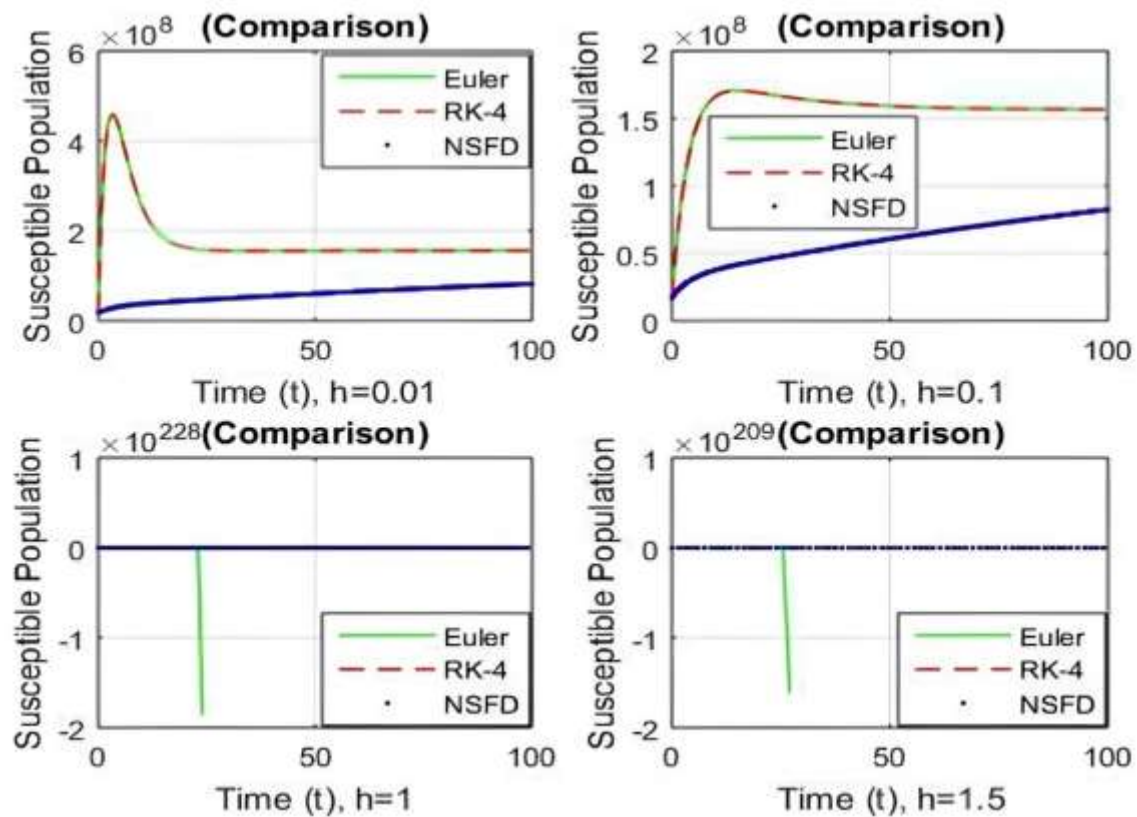 × 10^8 (Comparison)
Susceptible Population
6
4
2
0
Euler
RK-4
NSFD
0 50 100
Time (t), h=0.01
× 10^8 (Comparison)
Susceptible Population
2
1.5
1
0.5
0
Euler
RK-4
NSFD
0 50 100
Time (t), h=0.1
× 10^228 (Comparison)
Susceptible Population
1
0
-1
-2
Euler
RK-4
NSFD
0 50 100
Time (t), h=1
× 10^209 (Comparison)
Susceptible Population
1
0
-1
-2
Euler
RK-4
NSFD
0 50 100
Time (t), h=1.5